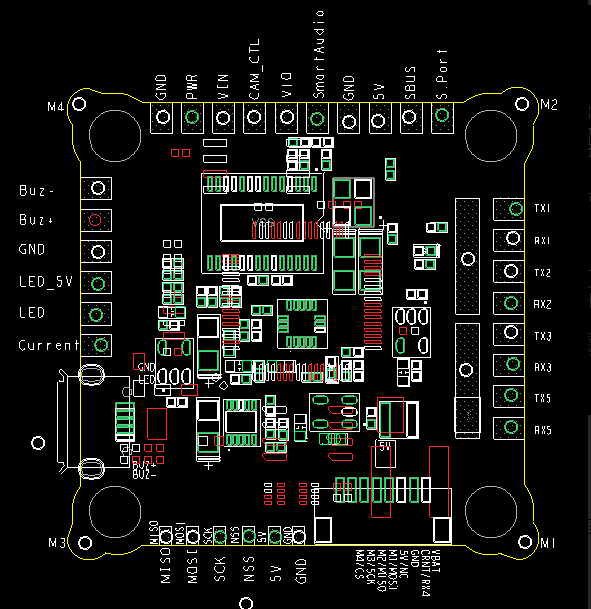 GND
PWR
VIN
CAM_CTL
VIO
SmartAudio
GND
5V
SBUS
S.Port
M4
M2
Buz-
Buz+
GND
LED_5V
LED
Current
TX1
RX1
TX2
RX2
TX3
RX3
TX5
RX5
GND
LED
5V
BUZ+
BUZ-
M3
M1
MISO
MOSI
SCK
NSS
5V
GND
MISO
MOSI
SCK
NSS
5V
GND
M4/CS
M3/SCK
M2/MISO
M1/MOSI
5V/NC
GND
CRNT/RX4
VBAT